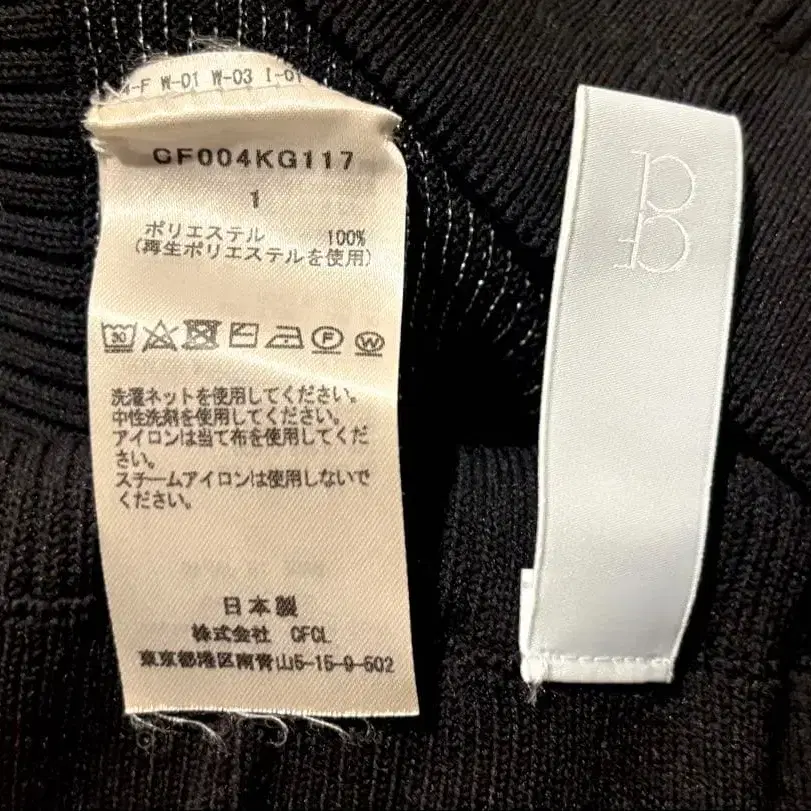 -F W-01 W-03 I-01
CF004KG117
1
ポリエステル 100%
(再生ポリエステルを使用)
30
F
W
洗濯ネットを使用してください。
中性洗剤を使用してください。
アイロンは当て布を使用してくだ
さい。
スチームアイロンは使用しないで
ください。
日本製
株式会社 CFCL
東京都港区南青山5-15-9-502